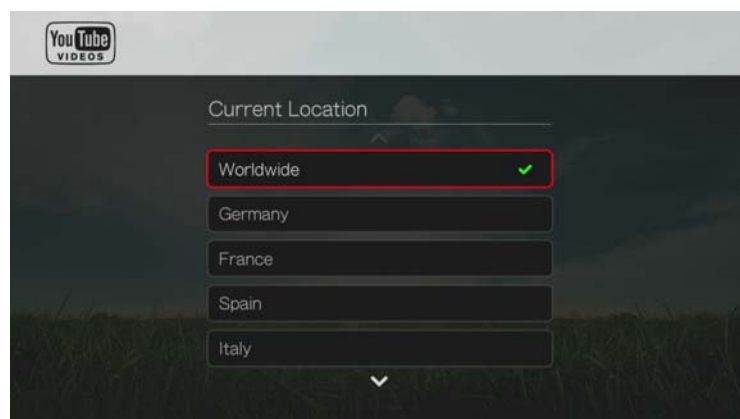 You Tube
VIDEOS
Current Location
Worldwide
Germany
France
Spain
Italy